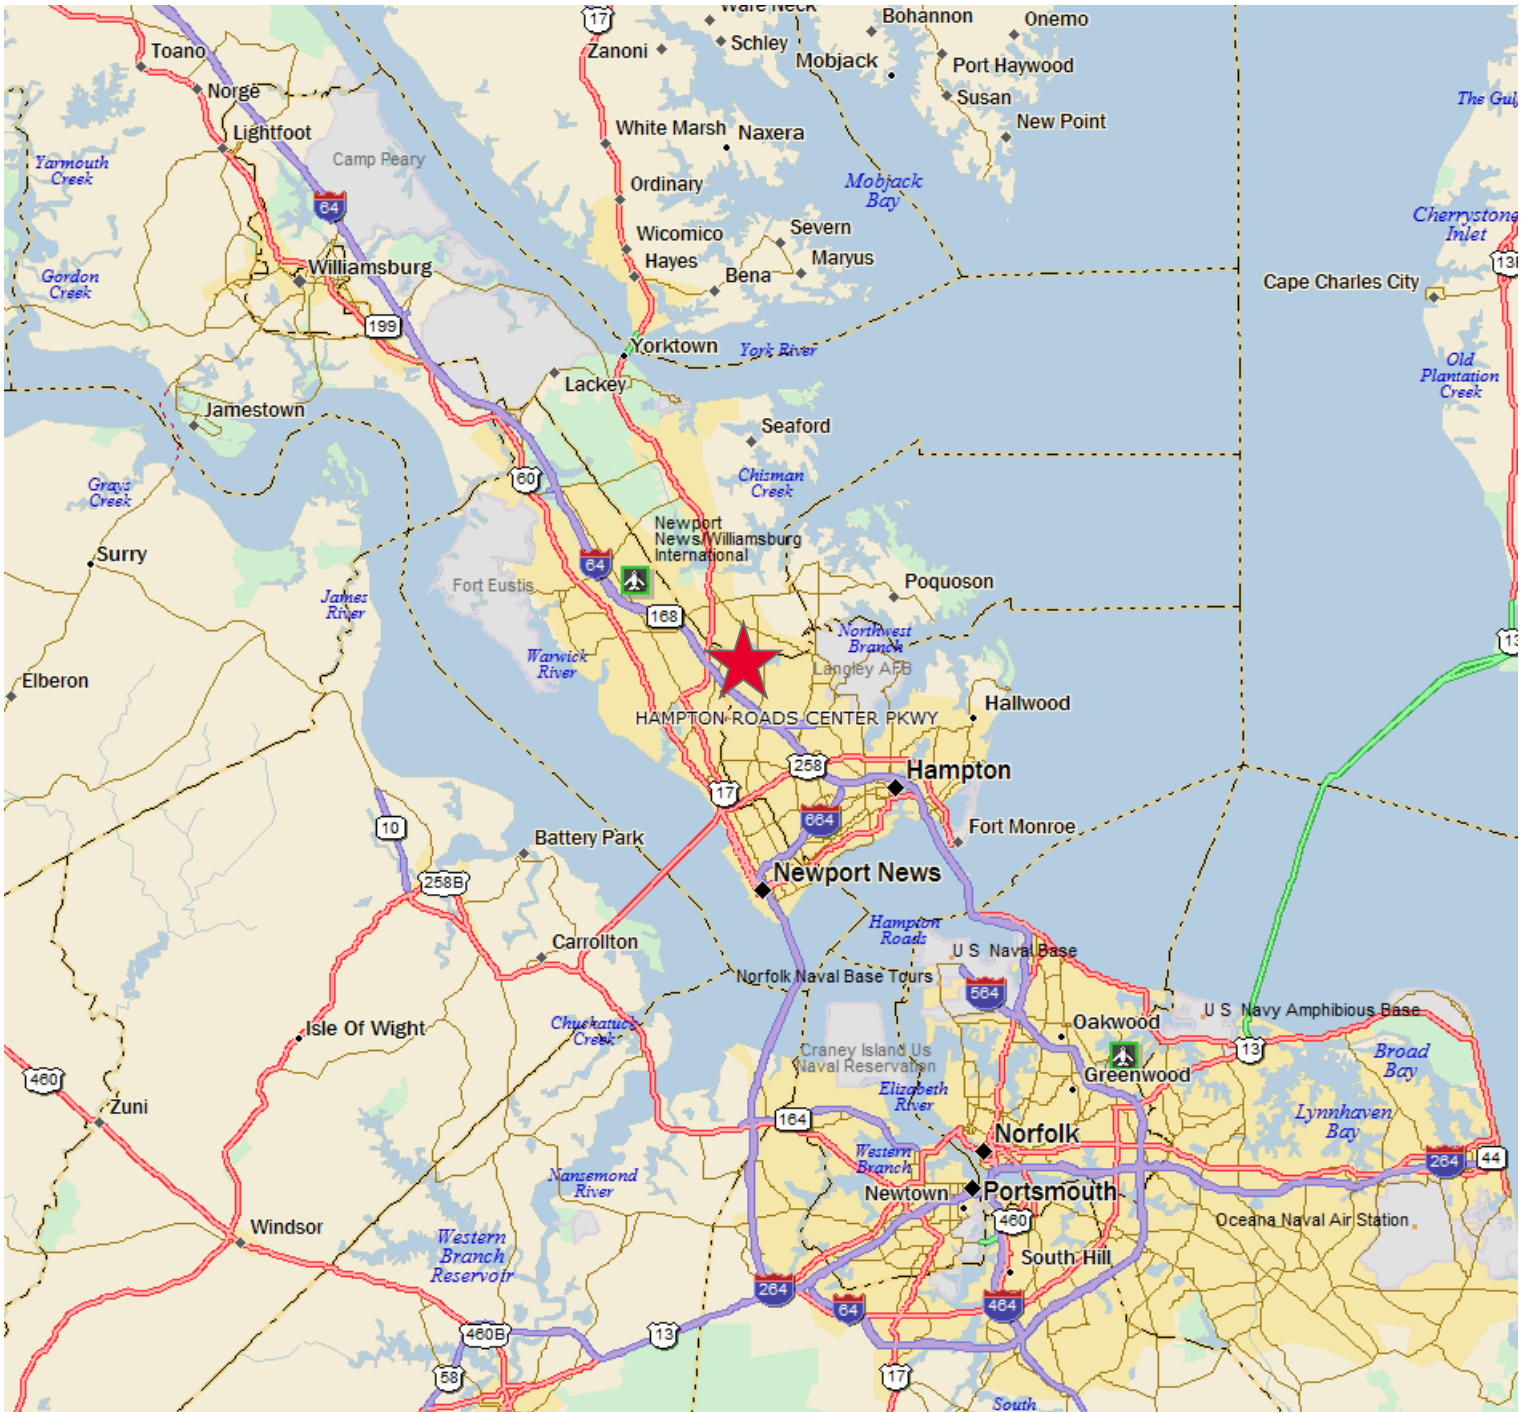 17
Ware Neck
Bohannon
Onemo
Toano
Zanoni
Schley
Mobjack
Port Haywood
Norge
Susan
The Gulf
Lightfoot
White Marsh
Naxera
New Point
Camp Peary
Yarmouth
Creek
Ordinary
Mobjack
Bay
64
Cherrystone
Inlet
Wicomico
Severn
Hayes
Maryus
Williamsburg
Bena
Gordon
Creek
Cape Charles City
199
Yorktown
York River
Old
Plantation
Creek
Lackey
Jamestown
Seaford
60
Grays
Creek
Chisman
Creek
Newport
News/Williamsburg
International
Surry
64
Fort Eustis
Poquoson
James
River
168
Northwest
Branch
13
Warwick
River
Langley AFB
Elberon
Hallwood
HAMPTON ROADS CENTER PKWY
258
Hampton
17
664
10
Battery Park
Fort Monroe
258B
Newport News
Hampton
Roads
Carrollton
U S Naval Base
Norfolk Naval Base Tours
564
Isle Of Wight
Chuckatuck
Creek
Oakwood
U S Navy Amphibious Base
Craney Island Us
Naval Reservation
13
Broad
Bay
460
Greenwood
Elizabeth
River
Zuni
164
Lynnhaven
Bay
Norfolk
Western
Branch
264
44
Nansemond
River
Newtown
Portsmouth
Windsor
460
Oceana Naval Air Station
Western
Branch
Reservoir
South Hill
264
64
464
460B
13
58
17
South